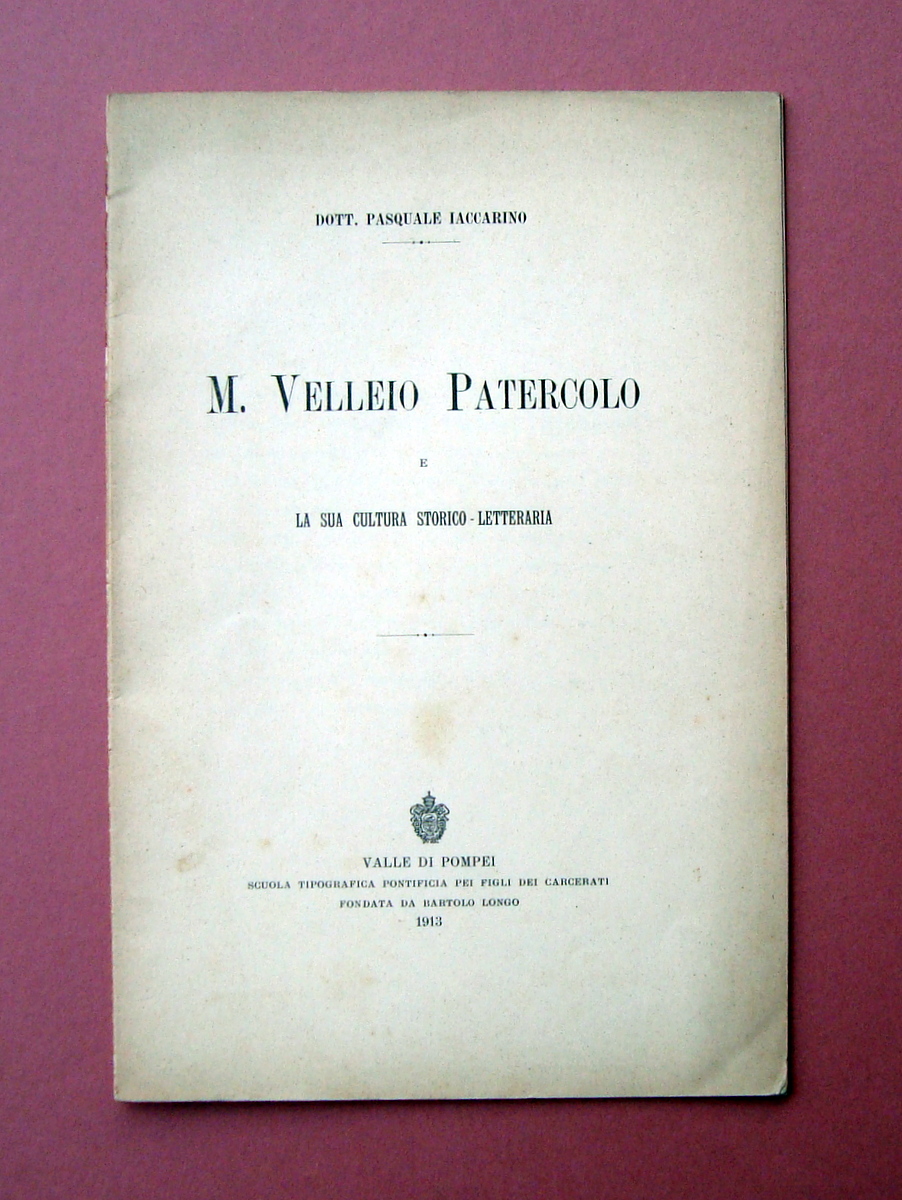 DOTT. PASQUALE IACCARINO
M. VELLEIO PATERCOLO
E
LA SUA CULTURA STORICO-LETTERARIA
VALLE DI POMPEI
SCUOLA TIPOGRAFICA PONTIFICIA PEI FIGLI DEI CARCERATI
FONDATA DA BARTOLO LONGO
1913